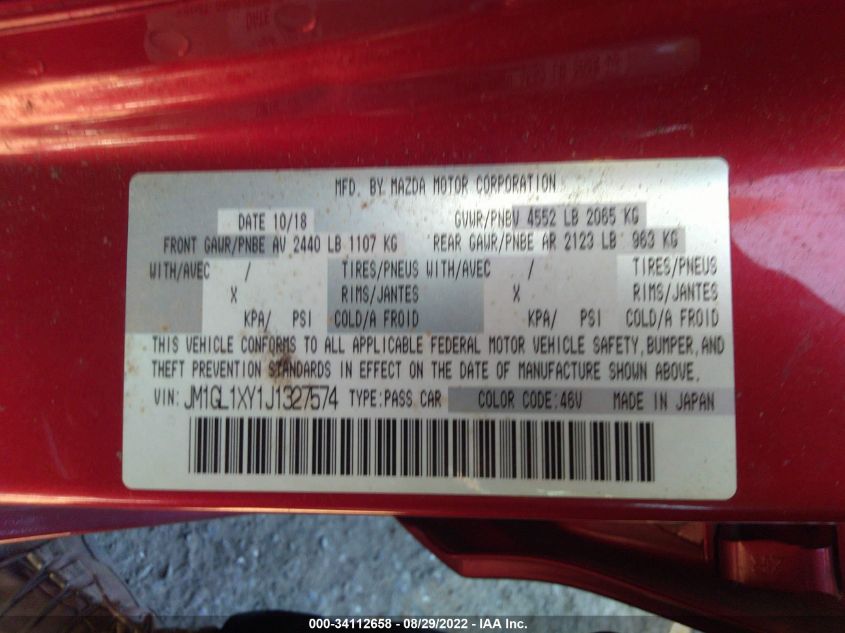 MFD. BY MAZDA MOTOR CORPORATION
DATE 10/18 GVWR/PNBV 4552 LB 2065 KG
FRONT GAWR/PNBE AV 2440 LB 1107 KG REAR GAWR/PNBE AR 2123 LB 963 KG
WITH/AVEC / TIRES/PNEUS WITH/AVEC / TIRES/PNEUS
X RIMS/JANTES X RIMS/JANTES
KPA/ PSI COLD/A FROID KPA/ PSI COLD/A FROID
THIS VEHICLE CONFORMS TO ALL APPLICABLE FEDERAL MOTOR VEHICLE SAFETY, BUMPER, AND
THEFT PREVENTION STANDARDS IN EFFECT ON THE DATE OF MANUFACTURE SHOWN ABOVE.
VIN: JM1GL1XY1J1327574 TYPE:PASS CAR COLOR CODE:46V MADE IN JAPAN
000-34112658 - 08/29/2022 - IAA Inc.